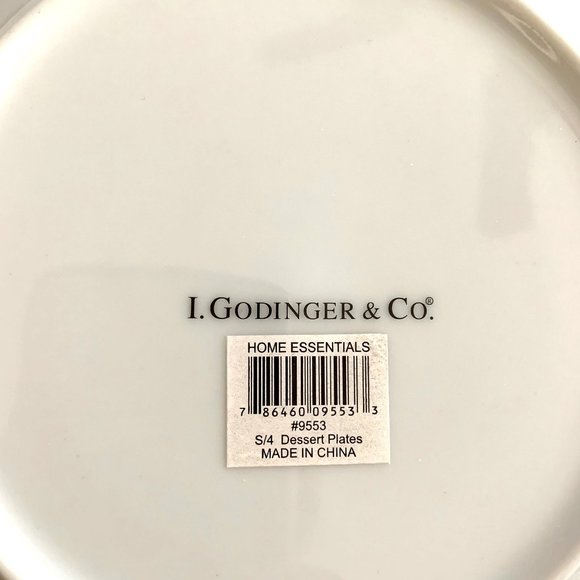 I. GODINGER & CO.®
HOME ESSENTIALS
7 86460 09553 3
#9553
S/4 Dessert Plates
MADE IN CHINA